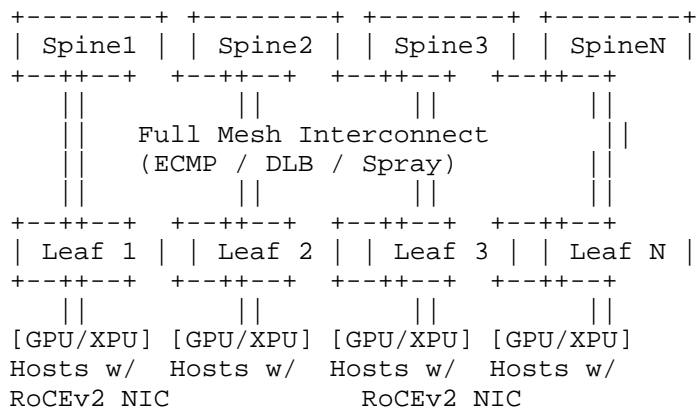 +--------+ +--------+ +--------+ +--------+
| Spine1 | | Spine2 | | Spine3 | | SpineN |
+--++--+  +--++--+  +--++--+  +--++--+
   ||        ||        ||        ||
   ||   Full Mesh Interconnect      ||
   ||   (ECMP / DLB / Spray)       ||
   ||        ||        ||        ||
+--++--+  +--++--+  +--++--+  +--++--+
| Leaf 1 | | Leaf 2 | | Leaf 3 | | Leaf N |
+--++--+  +--++--+  +--++--+  +--++--+
   ||        ||        ||        ||
[GPU/XPU] [GPU/XPU] [GPU/XPU] [GPU/XPU]
Hosts w/  Hosts w/  Hosts w/  Hosts w/
RoCEv2 NIC          RoCEv2 NIC